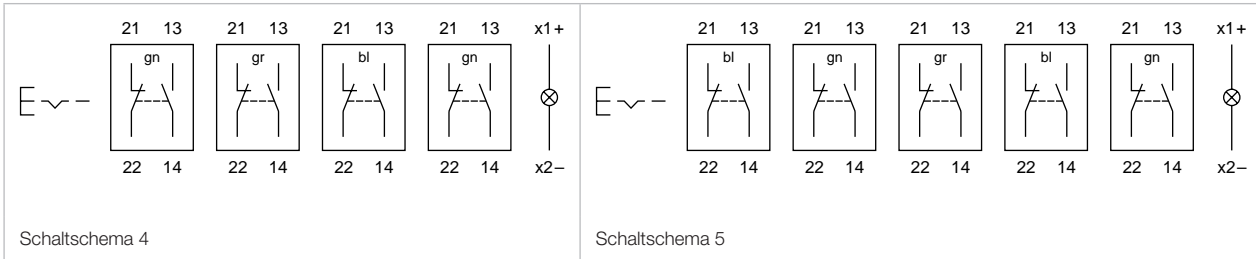 21 13 21 13 21 13 21 13 x1+
gn gr bl gn
22 14 22 14 22 14 22 14 x2–
Schaltschema 4
21 13 21 13 21 13 21 13 21 13 x1+
bl gn gr bl gn
22 14 22 14 22 14 22 14 22 14 x2–
Schaltschema 5